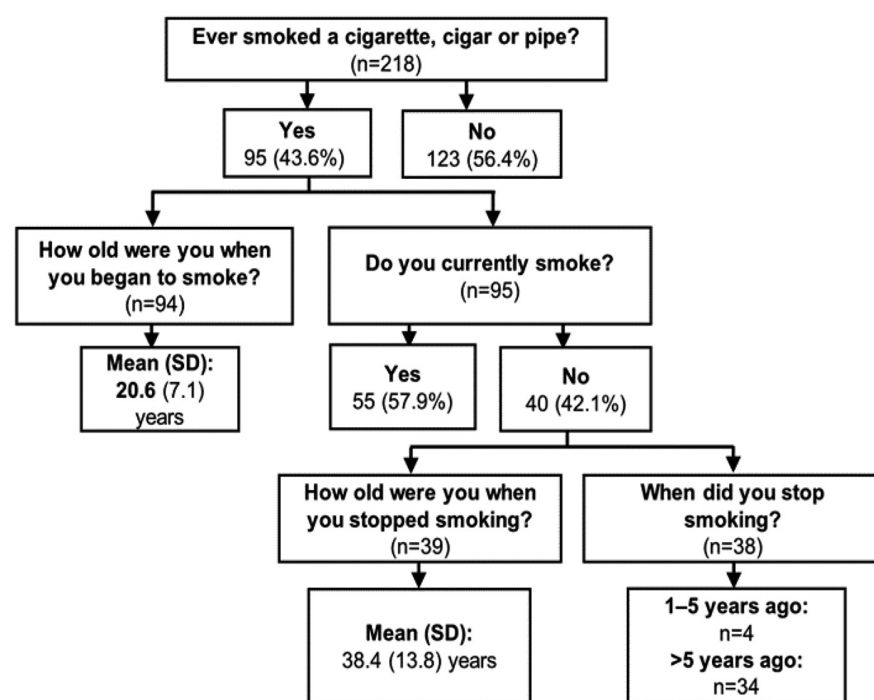 Ever smoked a cigarette, cigar or pipe?
(n=218)
Yes
95 (43.6%)
No
123 (56.4%)
How old were you when
you began to smoke?
(n=94)
Do you currently smoke?
(n=95)
Mean (SD):
20.6 (7.1)
years
Yes
55 (57.9%)
No
40 (42.1%)
How old were you when
you stopped smoking?
(n=39)
When did you stop
smoking?
(n=38)
Mean (SD):
38.4 (13.8) years
1–5 years ago:
n=4
>5 years ago:
n=34